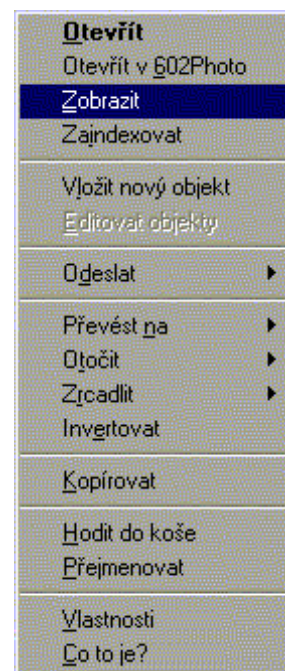 Otevřít
Otevřít v 602Photo
Zobrazit
Zaindexovat
Vložit nový objekt
Editovat objekty
Odeslat
Převést na
Otočit
Zrcadlit
Invertovat
Kopírovat
Hodit do koše
Přejmenovat
Vlastnosti
Co to je?